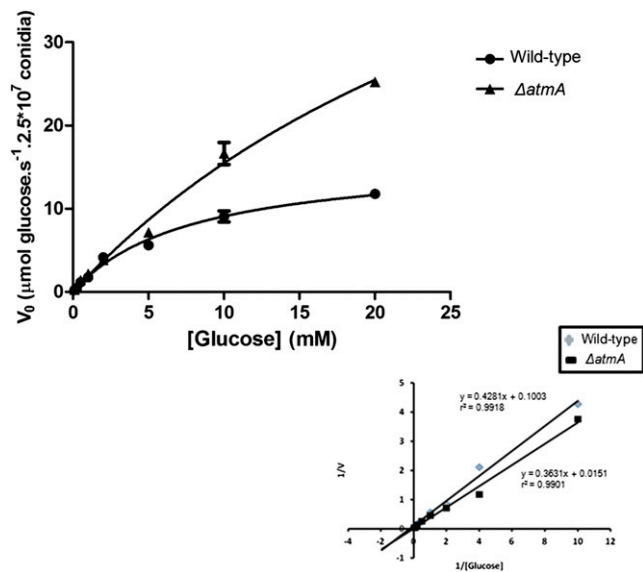 30
20
10
0
V₀ (µmol glucose.s⁻¹.2.5*10⁷ conidia)
0 5 10 15 20 25
[Glucose] (mM)
Wild-type
ΔatmA
Wild-type
ΔatmA
5
4
3
2
1
0
-1
1/V
y = 0.4281x + 0.1003
r² = 0.9918
y = 0.3631x + 0.0151
r² = 0.9901
-4 -2 0 2 4 6 8 10 12
1/[Glucose]